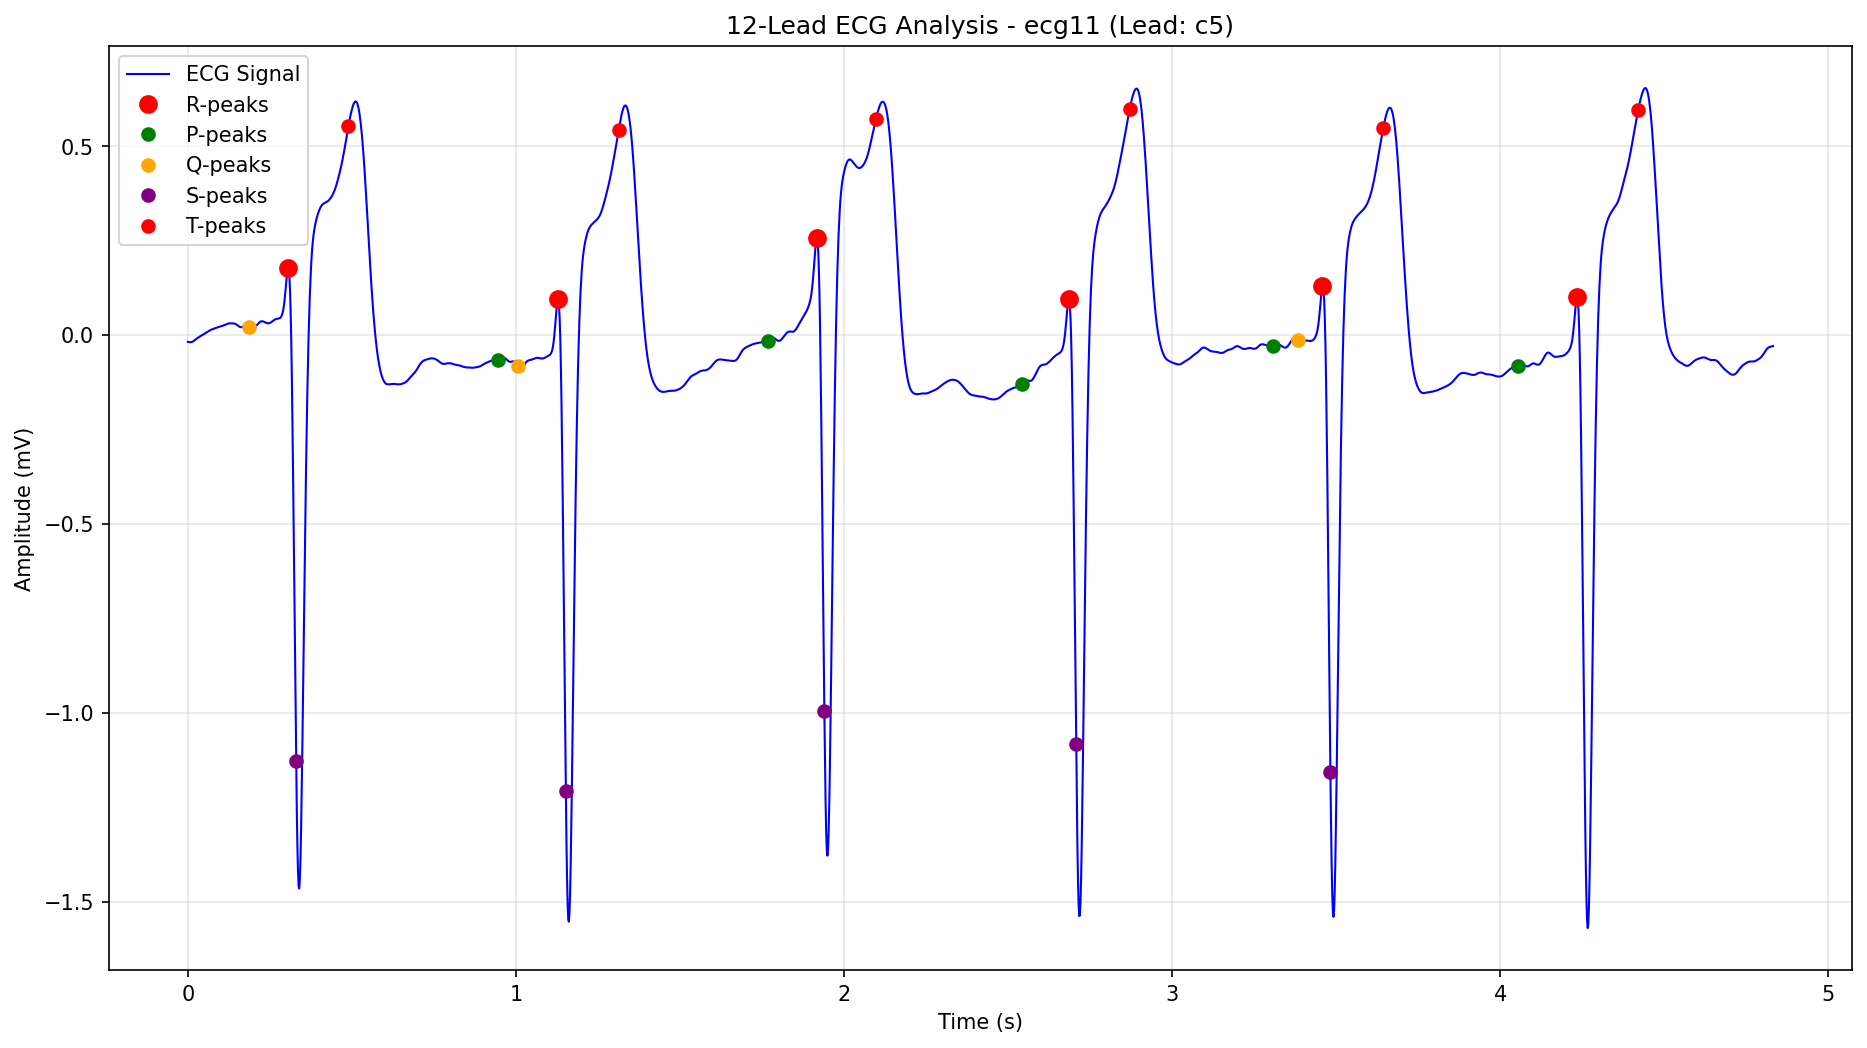 12-Lead ECG Analysis - ecg11 (Lead: c5)
ECG Signal
R-peaks
P-peaks
Q-peaks
S-peaks
T-peaks
Amplitude (mV)
0.5
0.0
−0.5
−1.0
−1.5
0 1 2 3 4 5
Time (s)